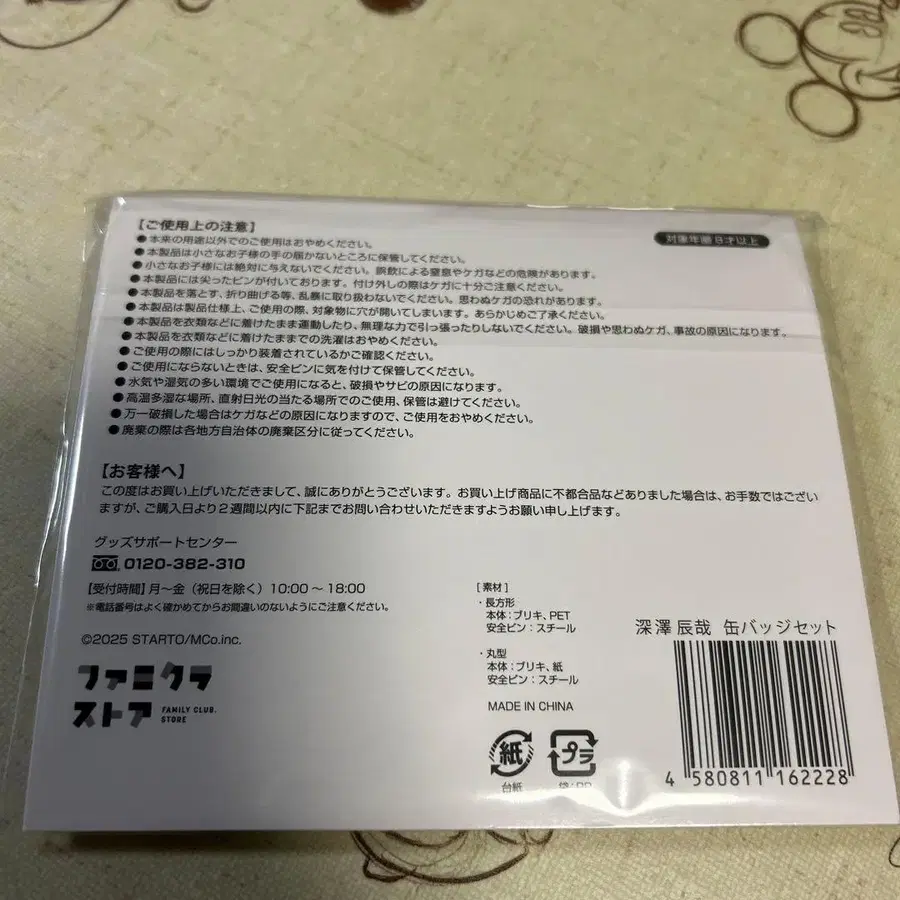 【ご使用上の注意】
対象年齢8才以上
●本来の用途以外でのご使用はおやめください。
●本製品は小さなお子様の手の届かないところに保管してください。
●小さなお子様には絶対に与えないでください。誤飲による窒息やケガなどの危険があります。
●本製品には尖ったピンが付いております。付け外しの際はケガに十分ご注意ください。
●本製品を落とす、折り曲げる等、乱暴に取り扱わないでください。思わぬケガの恐れがあります。
●本製品は製品仕様上、ご使用の際、対象物に穴が開いてしまいます。あらかじめご了承ください。
●本製品を衣類などに着けたまま運動したり、無理な力で引っ張ったりしないでください。破損や思わぬケガ、事故の原因になります。
●本製品を衣類などに着けたままでの洗濯はおやめください。
●ご使用の際にはしっかり装着されているかご確認ください。
●ご使用にならないときは、安全ピンに気を付けて保管してください。
●水気や湿気の多い環境でご使用になると、破損やサビの原因になります。
●高温多湿な場所、直射日光の当たる場所でのご使用、保管は避けてください。
●万一破損した場合はケガなどの原因になりますので、ご使用をおやめください。
●廃棄の際は各地方自治体の廃棄区分に従ってください。
【お客様へ】
この度はお買い上げいただきまして、誠にありがとうございます。お買い上げ商品に不都合品などありました場合は、お手数ではござい
ますが、ご購入日より2週間以内に下記までお問い合わせいただきますようお願い申し上げます。
グッズサポートセンター
0120-382-310
【受付時間】月～金（祝日を除く）10:00～18:00
※電話番号はよく確かめてからお間違いのないようにご注意ください。
©2025 STARTO/MCo.inc.
ファミクラ
ストア
FAMILY CLUB.
STORE
[素材]
・長方形
本体：ブリキ、PET
安全ピン：スチール
・丸型
本体：ブリキ、紙
安全ピン：スチール
MADE IN CHINA
紙
台紙
プラ
袋：PP
深澤 辰哉 缶バッジセット
4 580811 162228